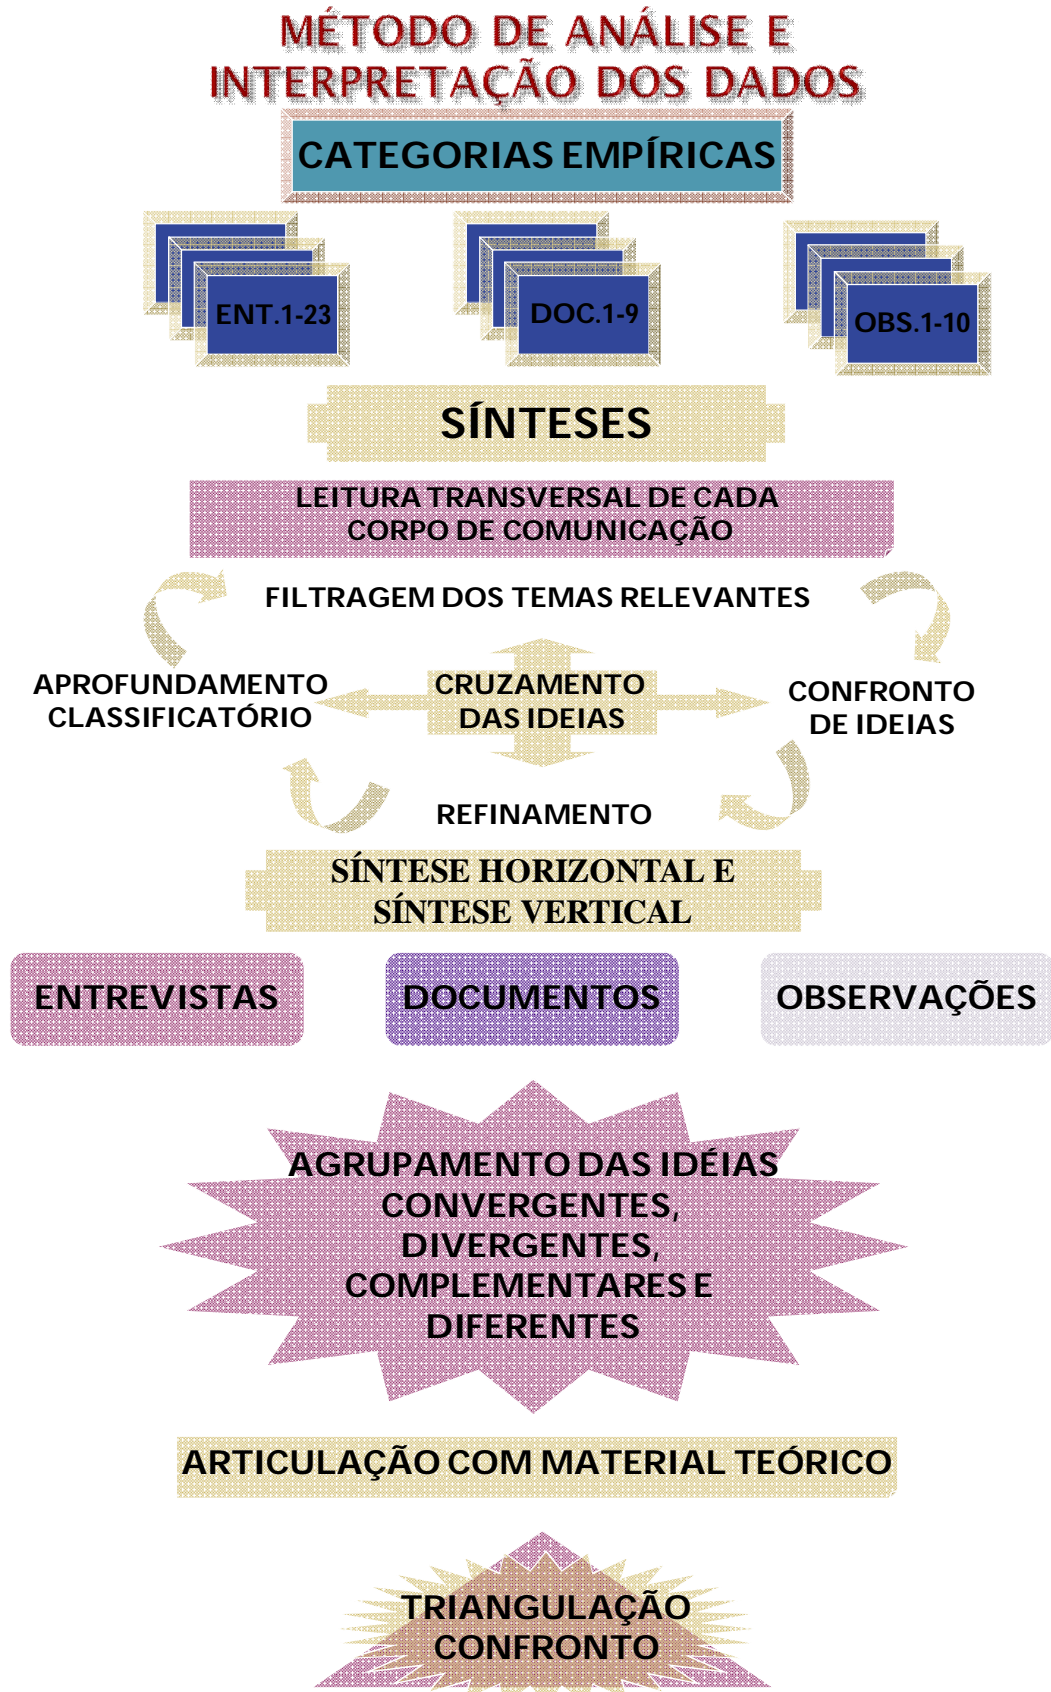 MÉTODO DE ANÁLISE E
INTERPRETAÇÃO DOS DADOS
CATEGORIAS EMPÍRICAS
ENT.1-23
DOC.1-9
OBS.1-10
SÍNTESES
LEITURA TRANSVERSAL DE CADA
CORPO DE COMUNICAÇÃO
FILTRAGEM DOS TEMAS RELEVANTES
APROFUNDAMENTO
CLASSIFICATÓRIO
CRUZAMENTO
DAS IDEIAS
CONFRONTO
DE IDEIAS
REFINAMENTO
SÍNTESE HORIZONTAL E
SÍNTESE VERTICAL
ENTREVISTAS
DOCUMENTOS
OBSERVAÇÕES
AGRUPAMENTO DAS IDÉIAS
CONVERGENTES,
DIVERGENTES,
COMPLEMENTARES E
DIFERENTES
ARTICULAÇÃO COM MATERIAL TEÓRICO
TRIANGULAÇÃO
CONFRONTO